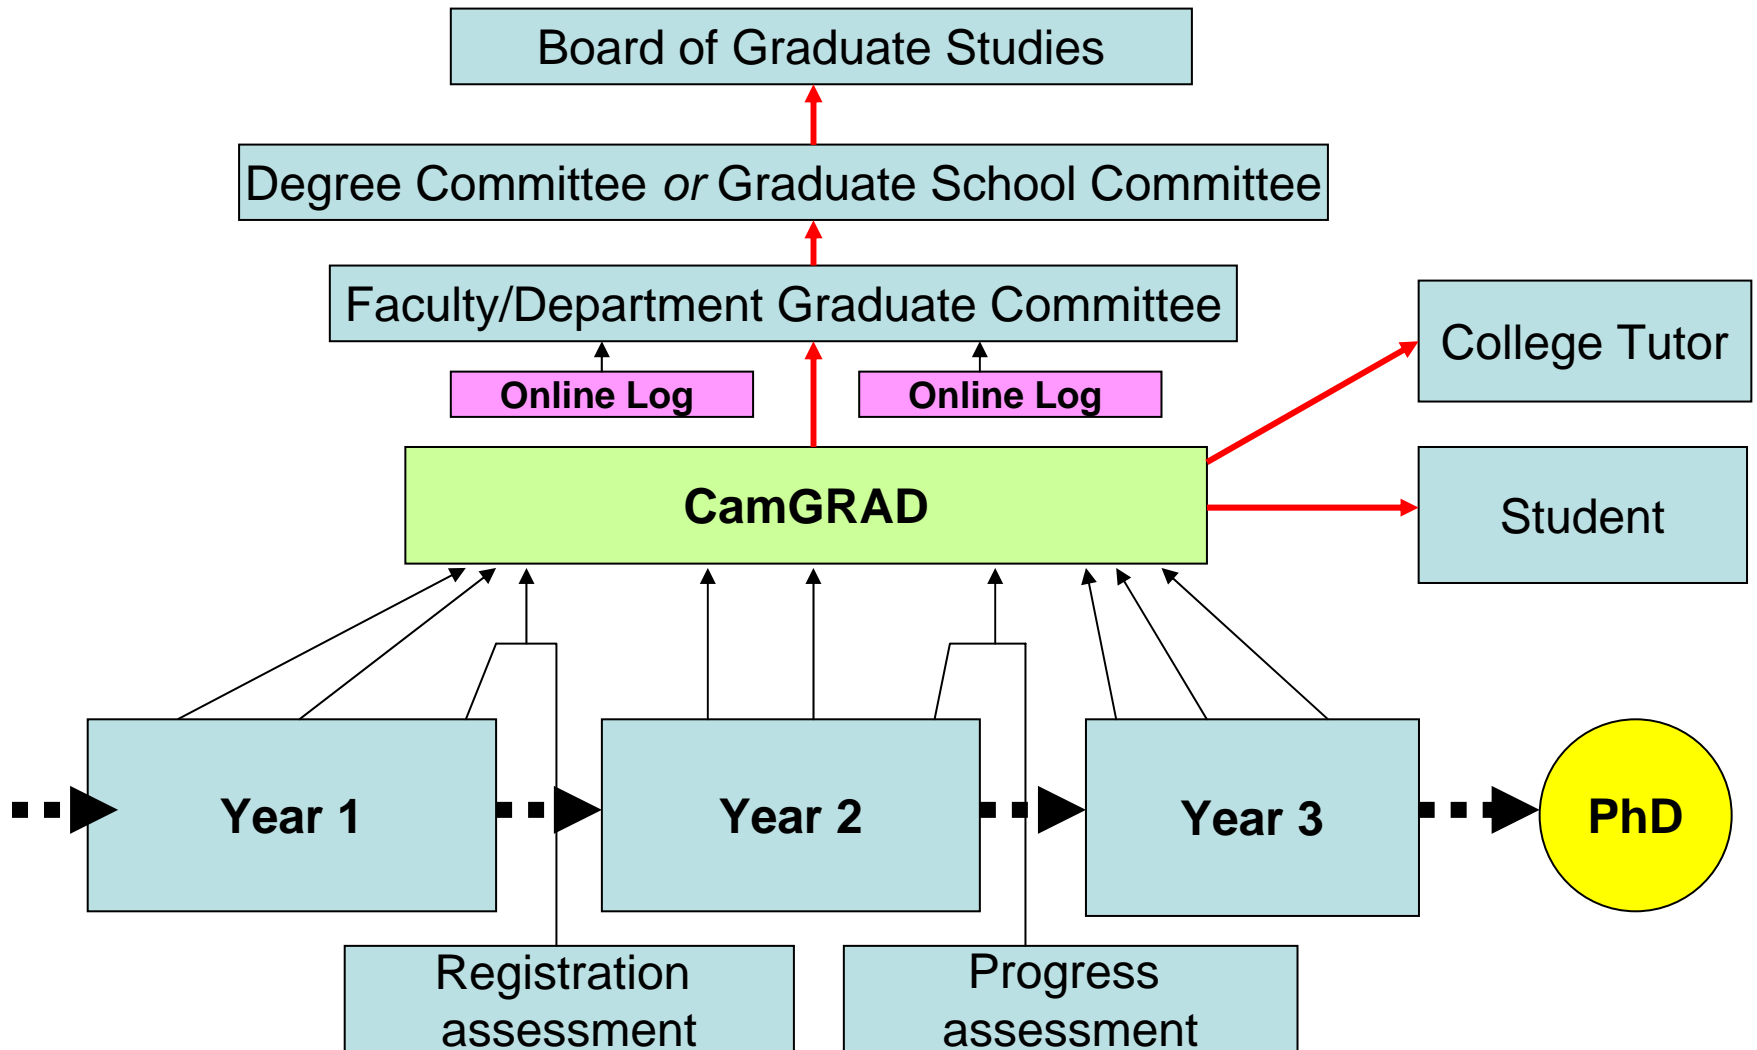 Board of Graduate Studies
Degree Committee or Graduate School Committee
Faculty/Department Graduate Committee
College Tutor
Online Log
Online Log
CamGRAD
Student
Year 1
Year 2
Year 3
PhD
Registration
assessment
Progress
assessment